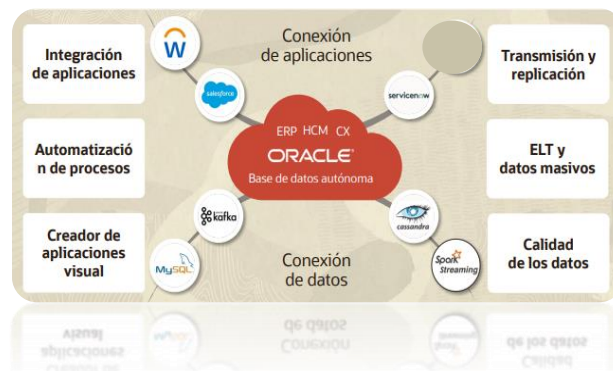 Integración
de aplicaciones
Automatizació
n de procesos
Creador de
aplicaciones
visual
W
salesforce
Conexión
de aplicaciones
servicenow
ERP HCM CX
ORACLE
Base de datos autónoma
kafka
MySQL
cassandra
Spark
Streaming
Conexión
de datos
Transmisión y
replicación
ELT y
datos masivos
Calidad
de los datos